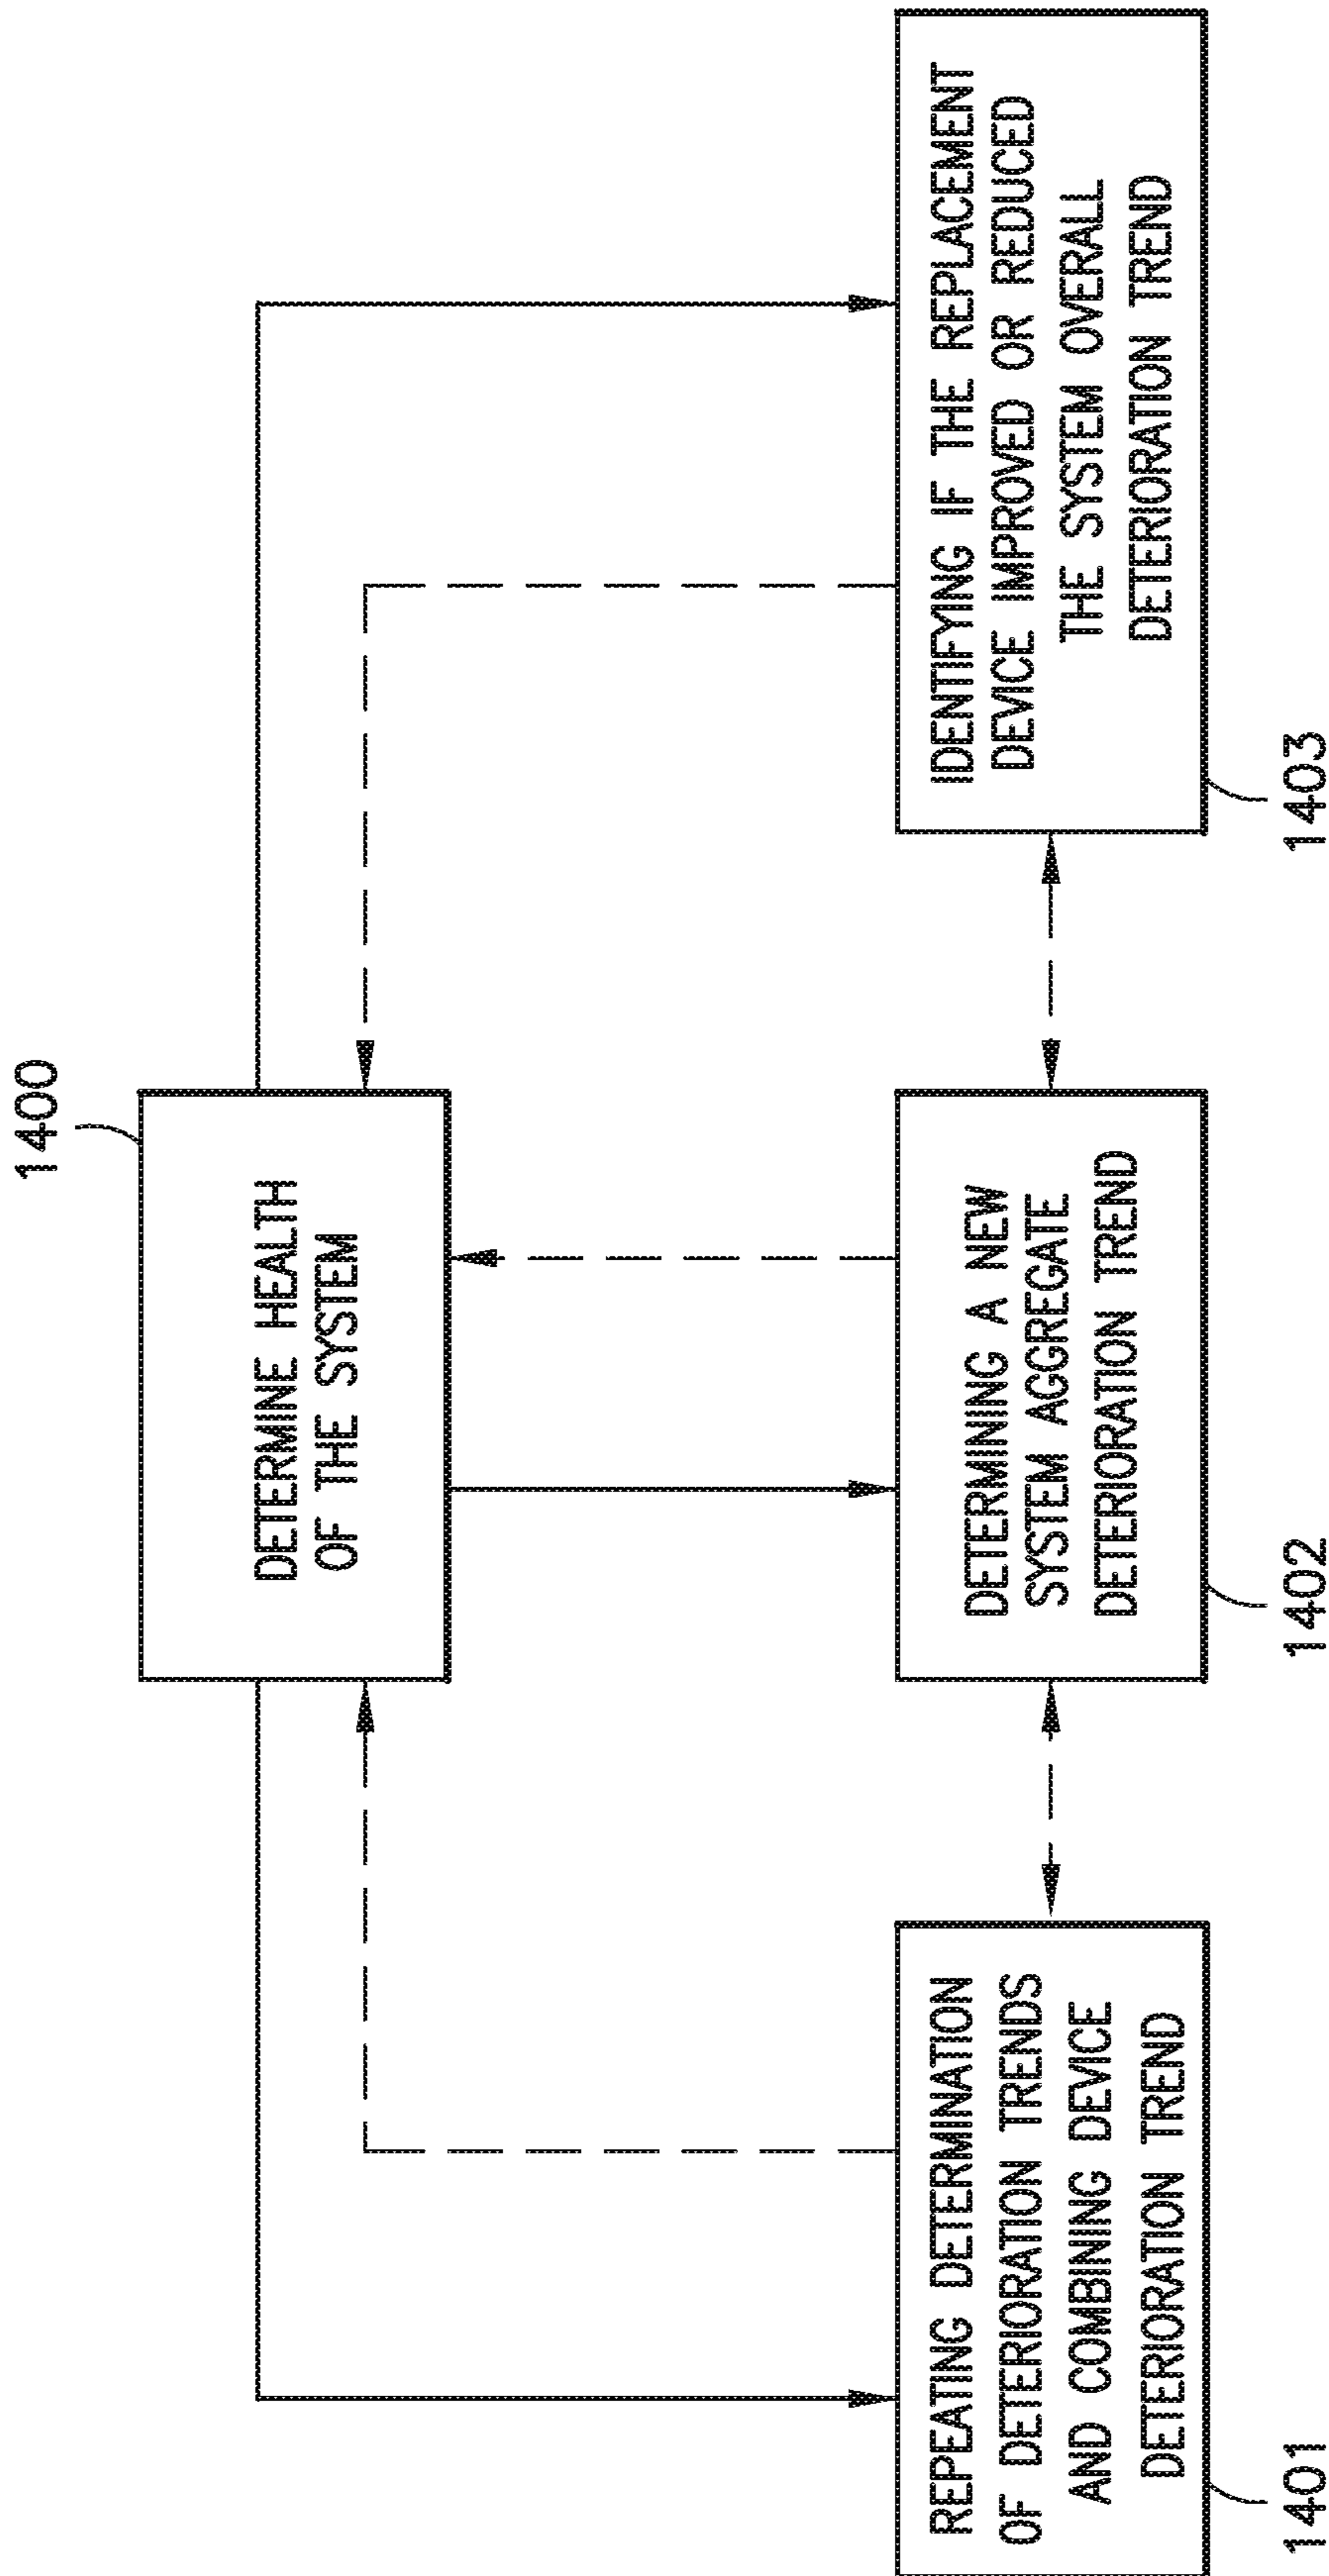 1400
DETERMINE HEALTH
OF THE SYSTEM
REPEATING DETERMINATION
OF DETERIORATION TRENDS
AND COMBINING DEVICE
DETERIORATION TREND
1401
DETERMINING A NEW
SYSTEM AGGREGATE
DETERIORATION TREND
1402
IDENTIFYING IF THE REPLACEMENT
DEVICE IMPROVED OR REDUCED
THE SYSTEM OVERALL
DETERIORATION TREND
1403